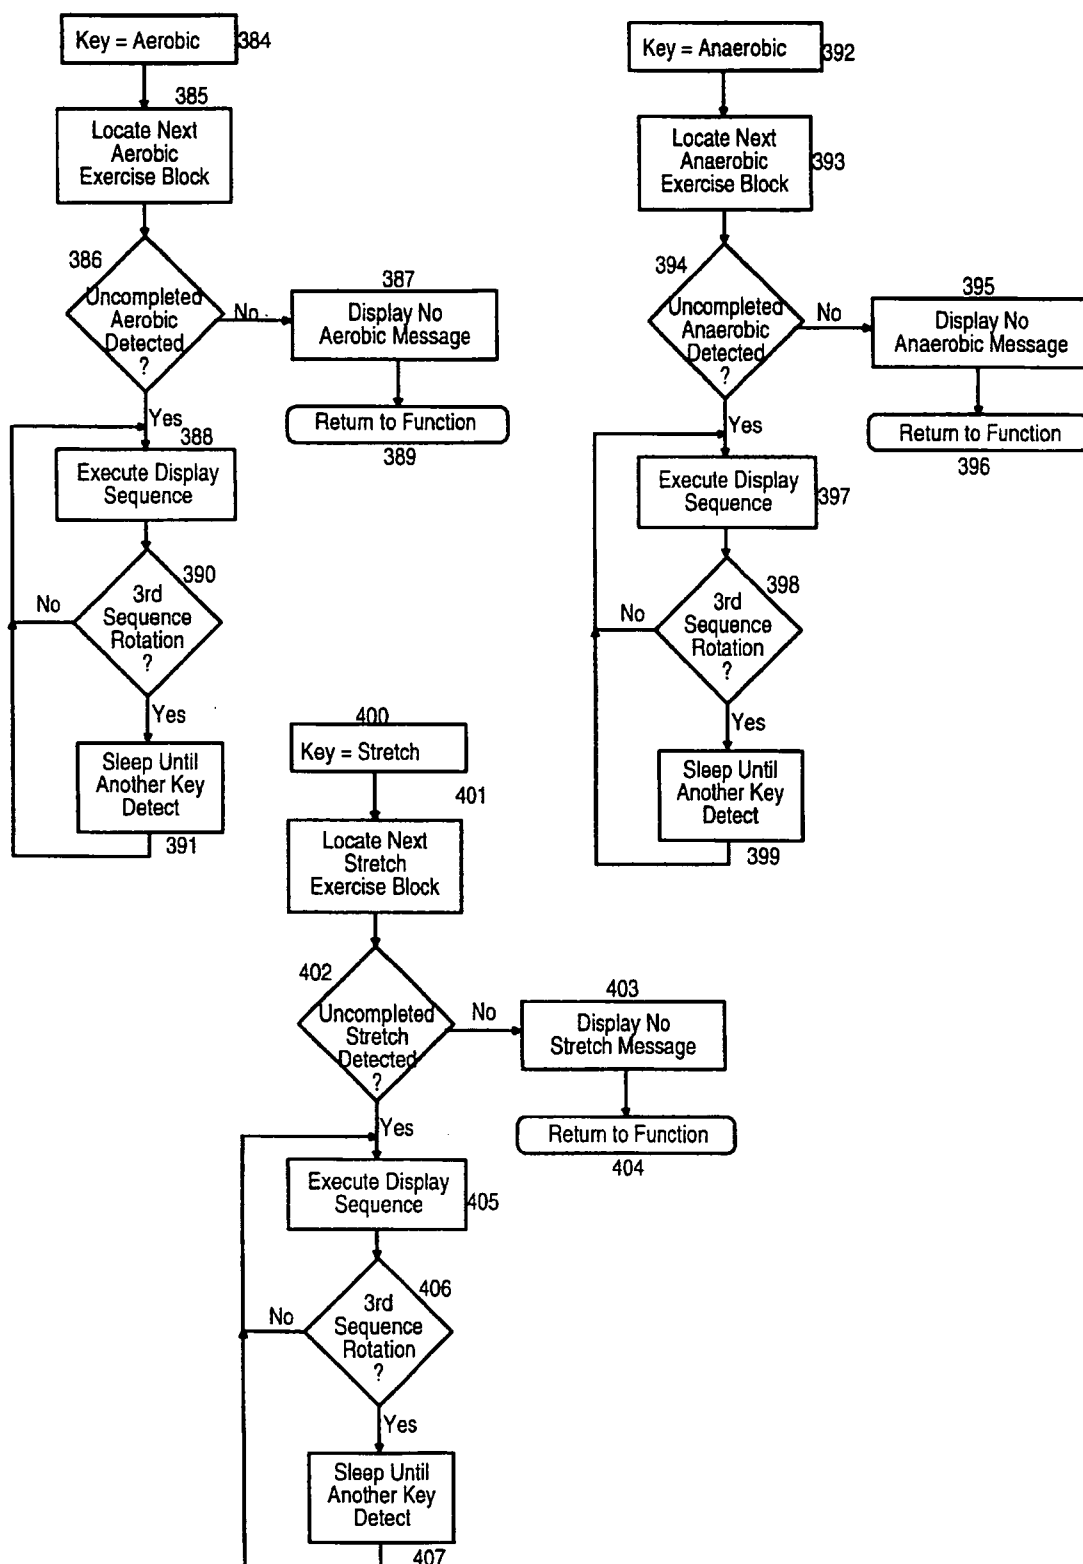 Key = Aerobic
384
385
Locate Next
Aerobic
Exercise Block
386
Uncompleted
Aerobic
Detected
?
No
387
Display No
Aerobic Message
Return to Function
389
Yes
388
Execute Display
Sequence
390
3rd
Sequence
Rotation
?
No
Yes
Sleep Until
Another Key
Detect
391
Key = Anaerobic
392
Locate Next
Anaerobic
Exercise Block
393
394
Uncompleted
Anaerobic
Detected
?
No
395
Display No
Anaerobic Message
Return to Function
396
Yes
Execute Display
Sequence
397
398
3rd
Sequence
Rotation
?
No
Yes
Sleep Until
Another Key
Detect
399
400
Key = Stretch
401
Locate Next
Stretch
Exercise Block
402
Uncompleted
Stretch
Detected
?
No
403
Display No
Stretch Message
Return to Function
404
Yes
Execute Display
Sequence
405
406
3rd
Sequence
Rotation
?
No
Yes
Sleep Until
Another Key
Detect
407